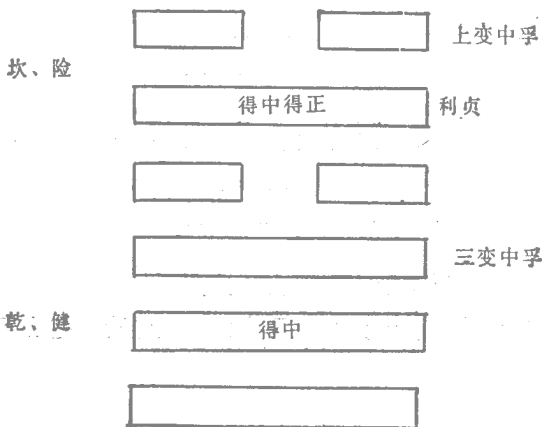 上变中孚
坎、险
得中得正 利贞
三变中孚
乾、健
得中